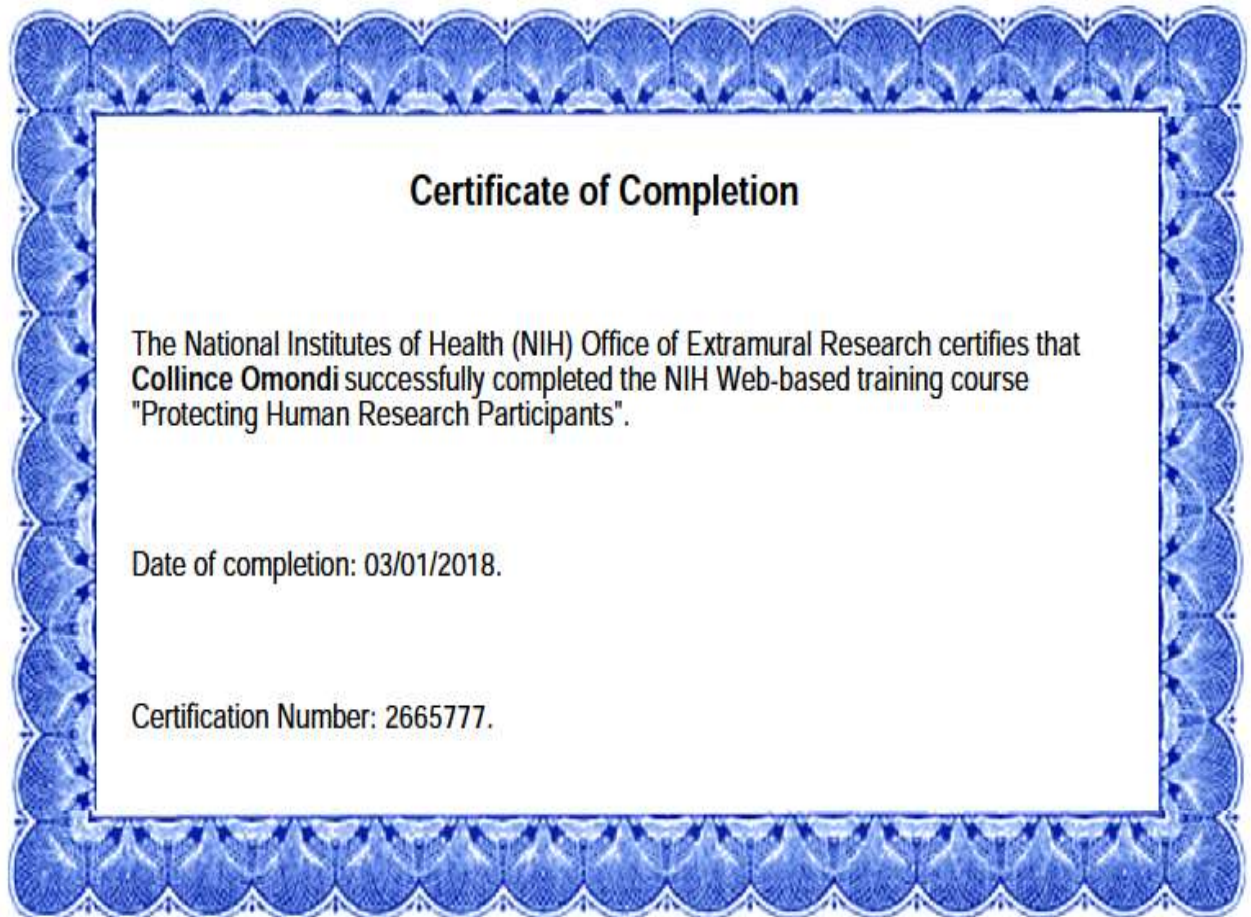 Certificate of Completion
The National Institutes of Health (NIH) Office of Extramural Research certifies that
Collince Omondi successfully completed the NIH Web-based training course
"Protecting Human Research Participants".
Date of completion: 03/01/2018.
Certification Number: 2665777.